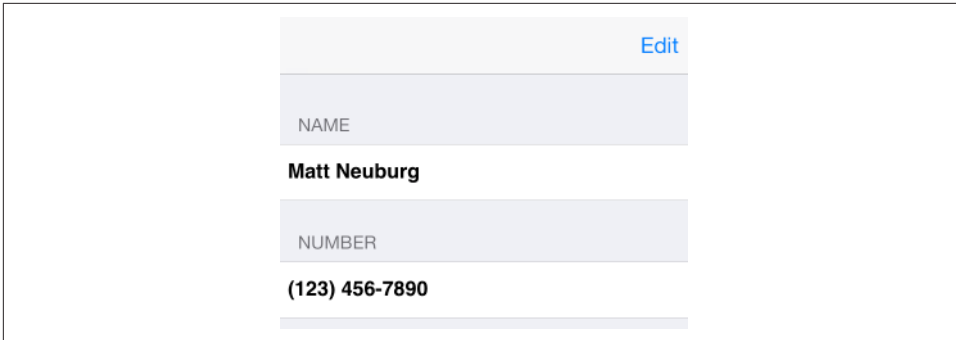 Edit
NAME
Matt Neuburg
NUMBER
(123) 456-7890